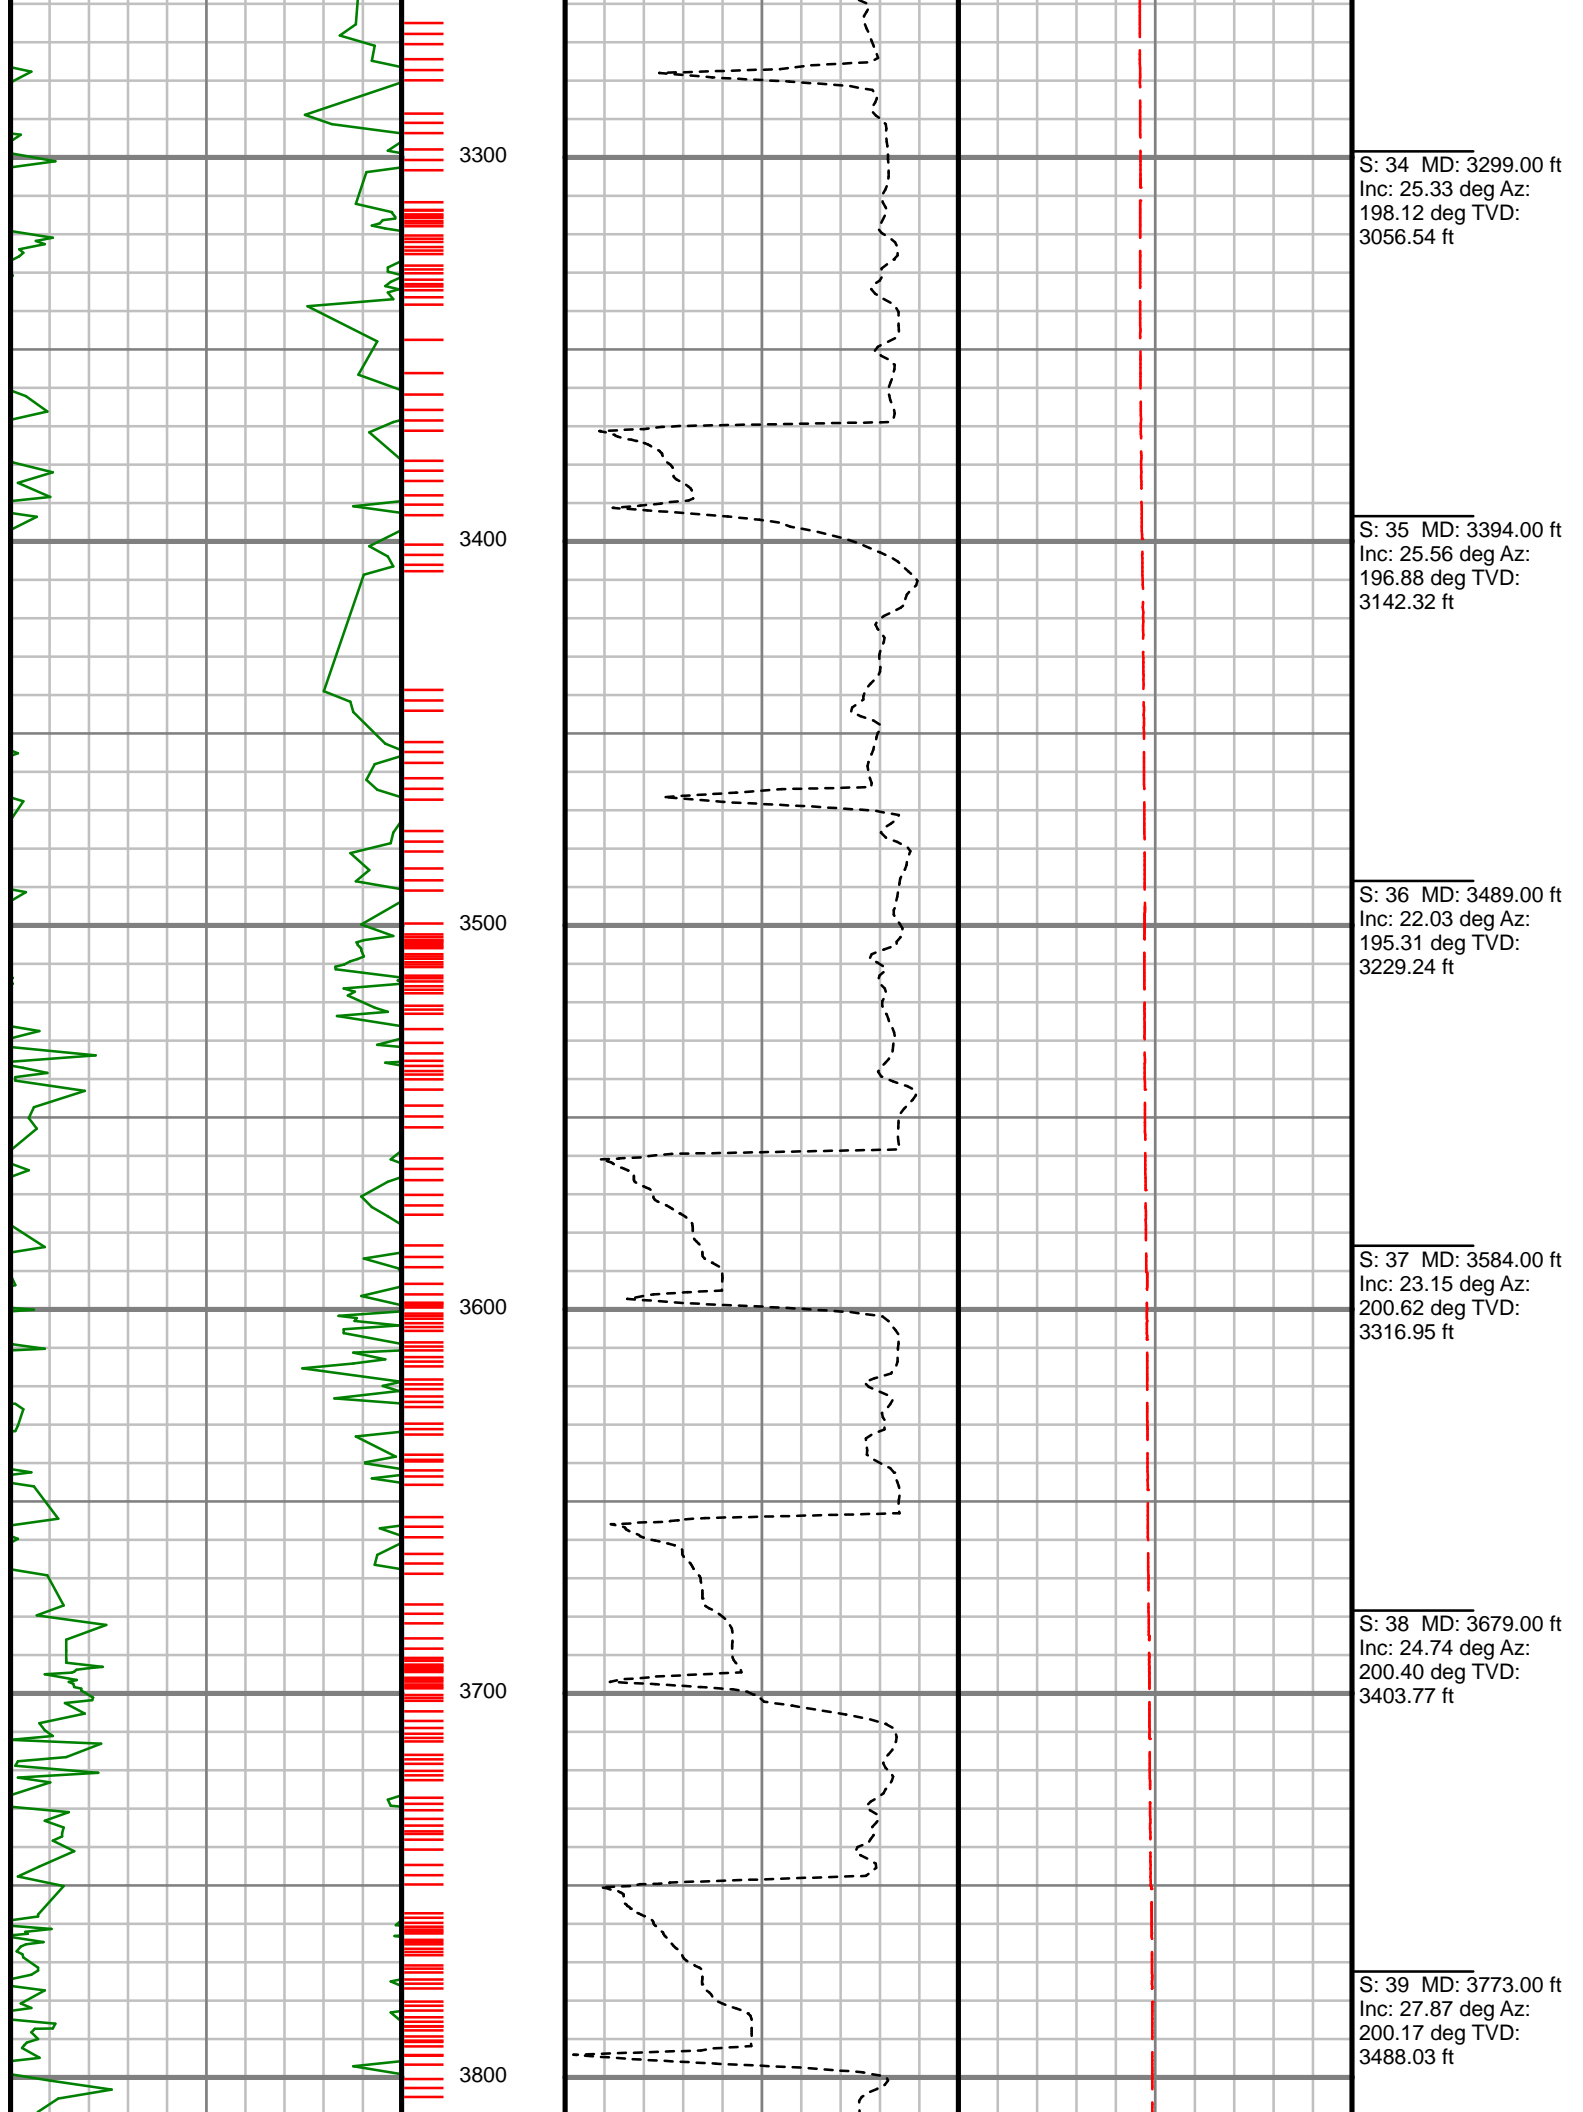 3300
S: 34 MD: 3299.00 ft
Inc: 25.33 deg Az:
198.12 deg TVD:
3056.54 ft
3400
S: 35 MD: 3394.00 ft
Inc: 25.56 deg Az:
196.88 deg TVD:
3142.32 ft
3500
S: 36 MD: 3489.00 ft
Inc: 22.03 deg Az:
195.31 deg TVD:
3229.24 ft
3600
S: 37 MD: 3584.00 ft
Inc: 23.15 deg Az:
200.62 deg TVD:
3316.95 ft
3700
S: 38 MD: 3679.00 ft
Inc: 24.74 deg Az:
200.40 deg TVD:
3403.77 ft
3800
S: 39 MD: 3773.00 ft
Inc: 27.87 deg Az:
200.17 deg TVD:
3488.03 ft